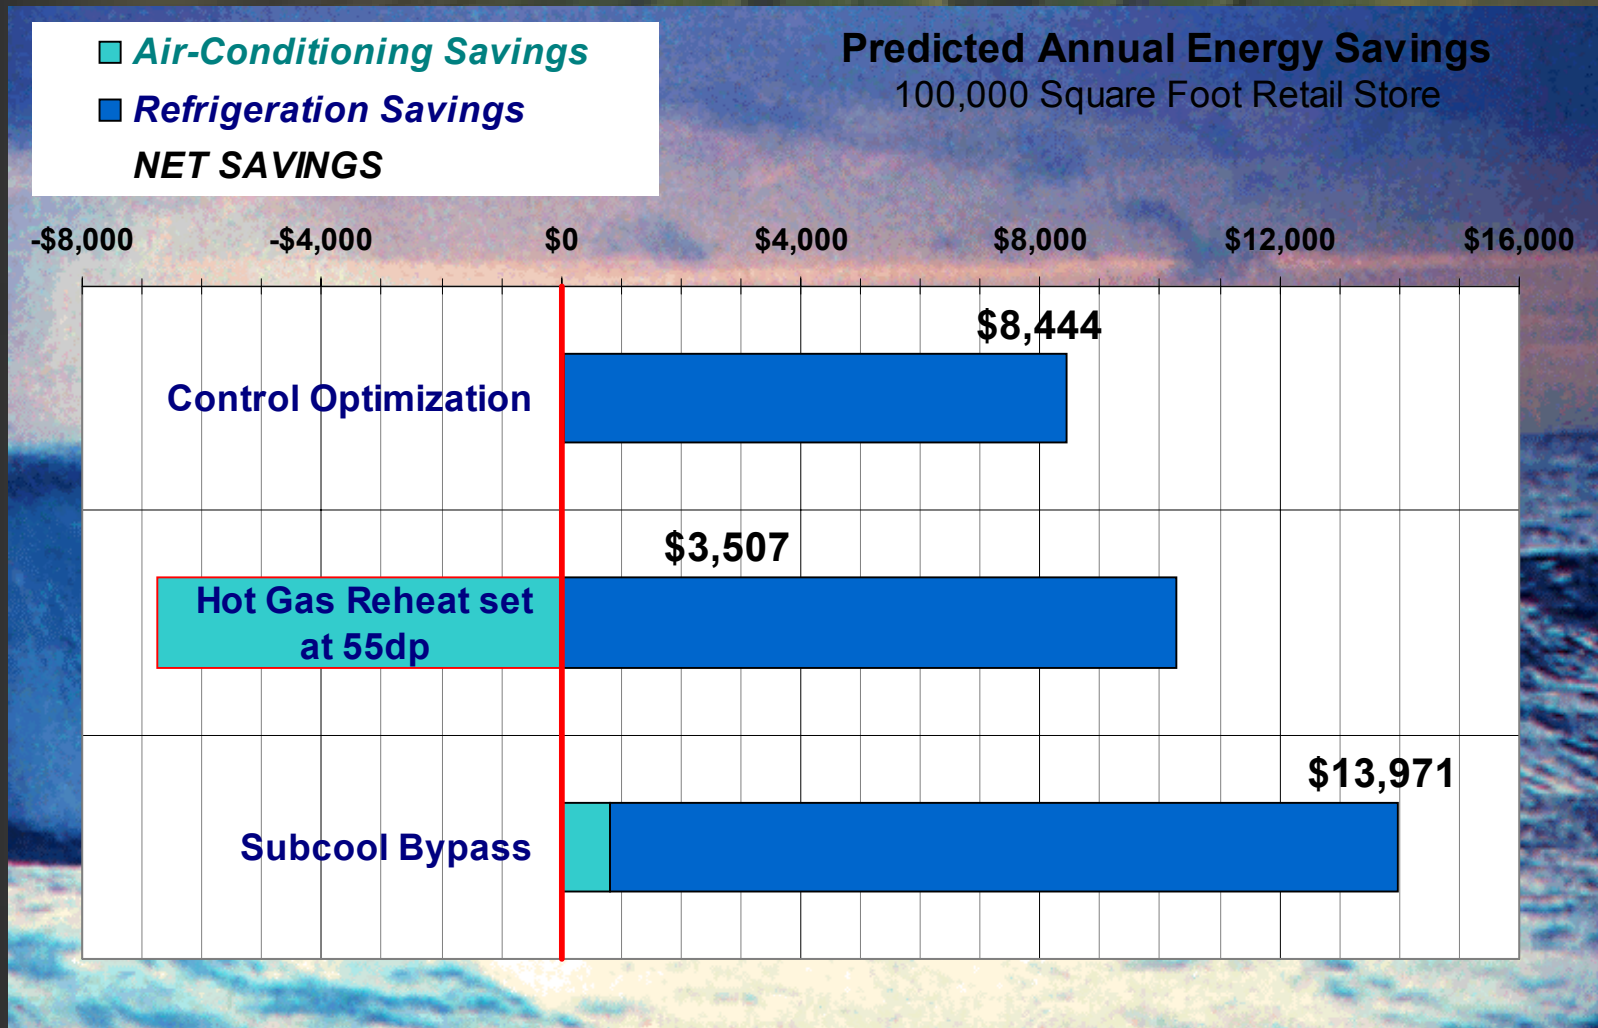 Air-Conditioning Savings
Refrigeration Savings
NET SAVINGS
Predicted Annual Energy Savings
100,000 Square Foot Retail Store
-$8,000 -$4,000 $0 $4,000 $8,000 $12,000 $16,000
$8,444
Control Optimization
$3,507
Hot Gas Reheat set
at 55dp
$13,971
Subcool Bypass